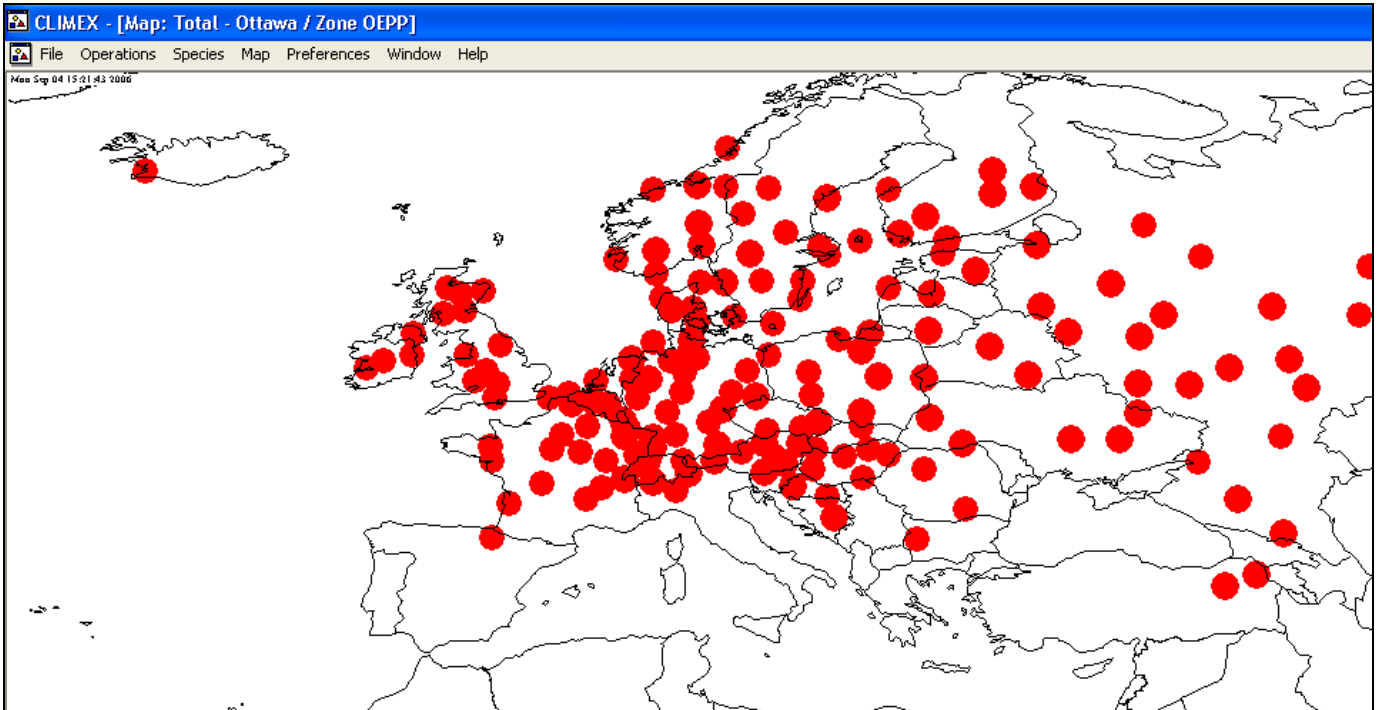 CLIMEX - [Map: Total - Ottawa / Zone OEPP]
File Operations Species Map Preferences Window Help
Mon Sep 04 15:21:43 2006